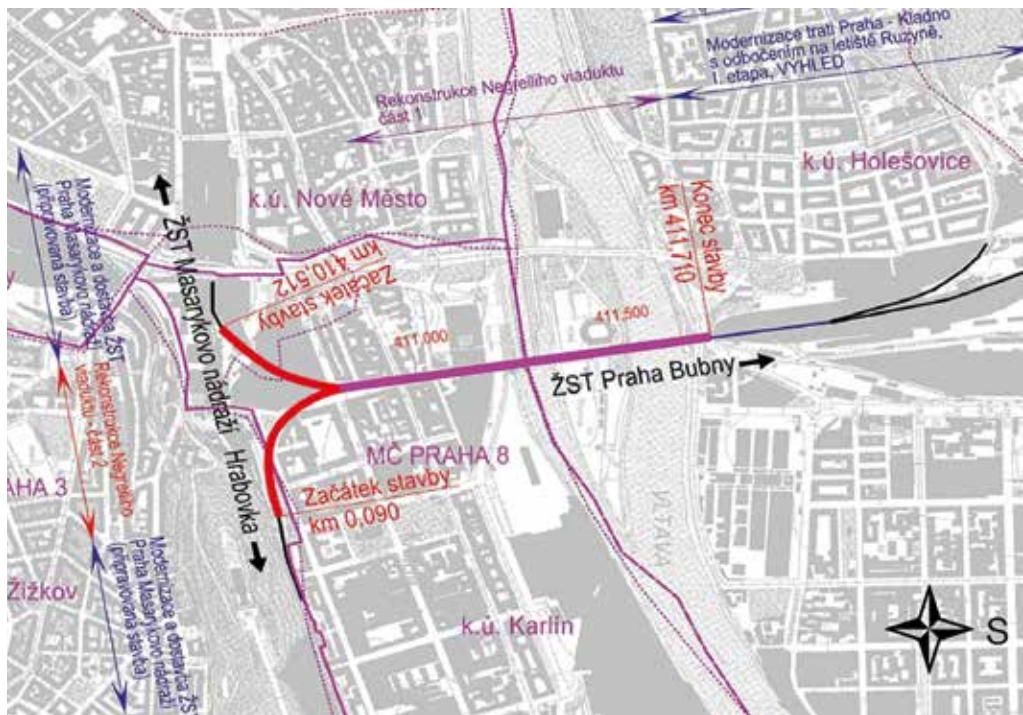 Modernizace trati Praha - Kladno
s odbočením na letiště Ruzyně,
I. etapa, VÝHLED
Rekonstrukce Negrelliho viaduktu
část 1
k.ú. Holešovice
k.ú. Nové Město
Konec stavby
km 411.710
Začátek stavby
km 410.512
ŽST Masarykovo nádraží
Modernizace a dostavba ŽST
Praha Masarykovo nádraží
(připravovaná stavba)
411.000
411.500
ŽST Praha Bubny
Rekonstrukce Negrelliho
viaduktu - část 2
Hrabovka
MČ PRAHA 8
Začátek stavby
km 0.090
AHA 3
VLTAVA
Žižkov
Modernizace a dostavba ŽST
Praha Masarykovo nádraží
(připravovaná stavba)
k.ú. Karlín
S